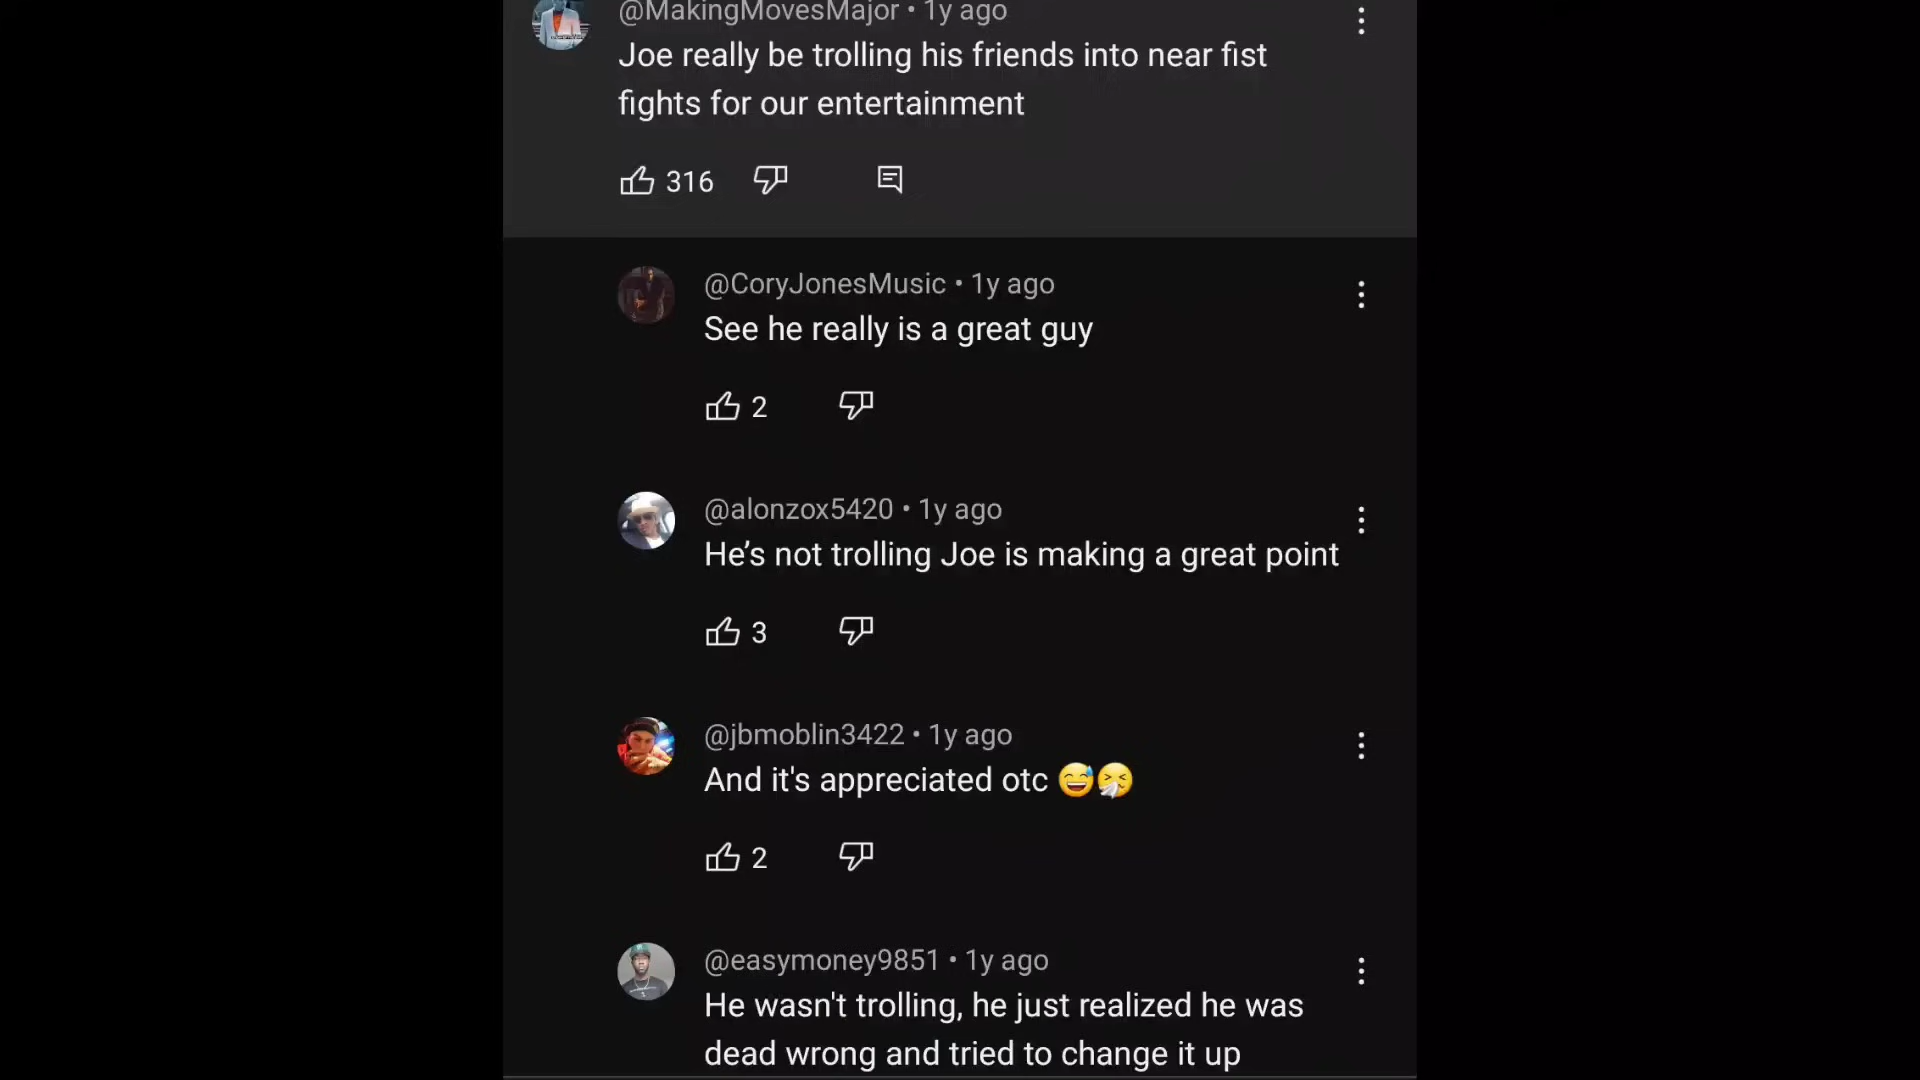 @MakingMovesMajor • 1y ago
Joe really be trolling his friends into near fist
fights for our entertainment
316
@CoryJonesMusic • 1y ago
See he really is a great guy
2
@alonzox5420 • 1y ago
He’s not trolling Joe is making a great point
3
@jbmoblin3422 • 1y ago
And it's appreciated otc 😅🤧
2
@easymoney9851 • 1y ago
He wasn't trolling, he just realized he was
dead wrong and tried to change it up